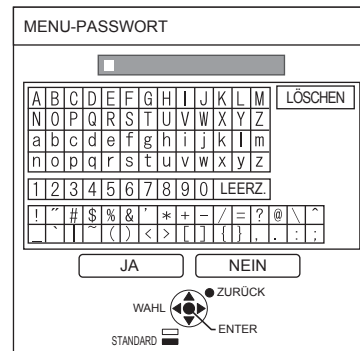 MENU-PASSWORT
A B C D E F G H I J K L M LÖSCHEN
N O P Q R S T U V W X Y Z
a b c d e f g h i j k l m
n o p q r s t u v w x y z
1 2 3 4 5 6 7 8 9 0 LEERZ.
! " # $ % & ' * + - / = ? @ \ ^
_ ` | ~ ( ) < > [ ] { } , . : ;
JA NEIN
ZURÜCK
WAHL
ENTER
STANDARD